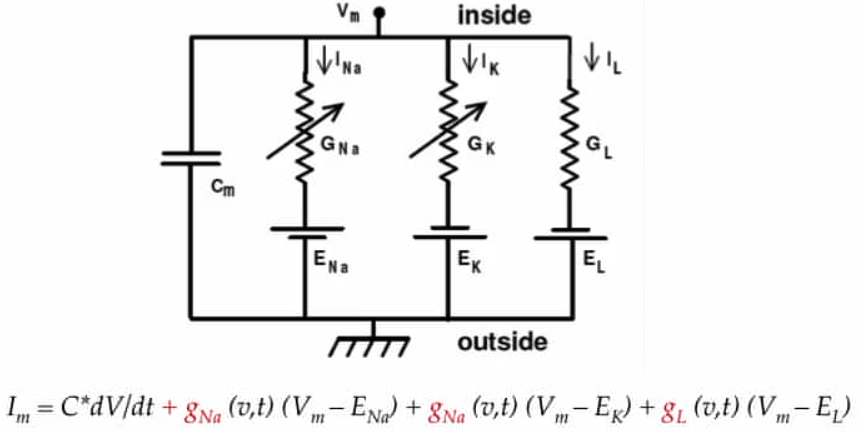 Vm inside
INa IK IL
GNa GK GL
Cm
ENa EK EL
outside
Im = C*dV/dt + gNa (v,t) (Vm – ENa) + gNa (v,t) (Vm – EK) + gL (v,t) (Vm – EL)